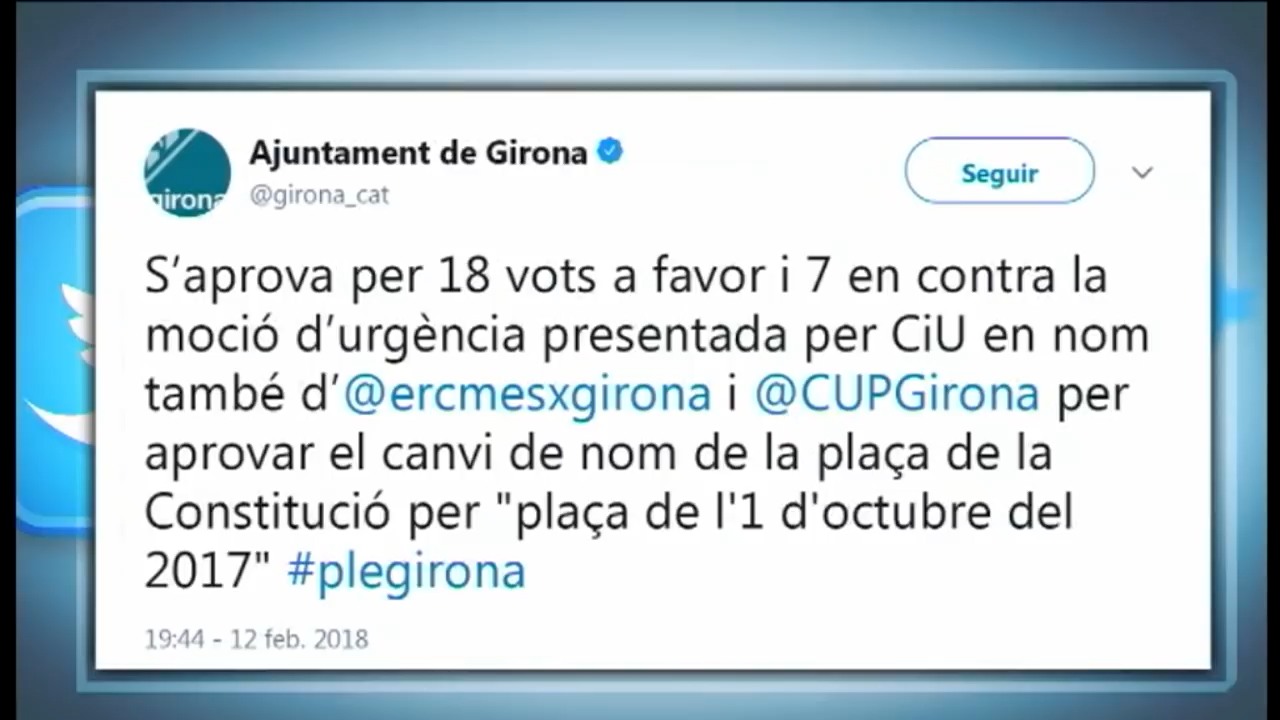 girona
Ajuntament de Girona
@girona_cat
Seguir
S’aprova per 18 vots a favor i 7 en contra la
moció d’urgència presentada per CiU en nom
també d’@ercmesxgirona i @CUPGirona per
aprovar el canvi de nom de la plaça de la
Constitució per "plaça de l'1 d'octubre del
2017" #plegirona
19:44 - 12 feb. 2018